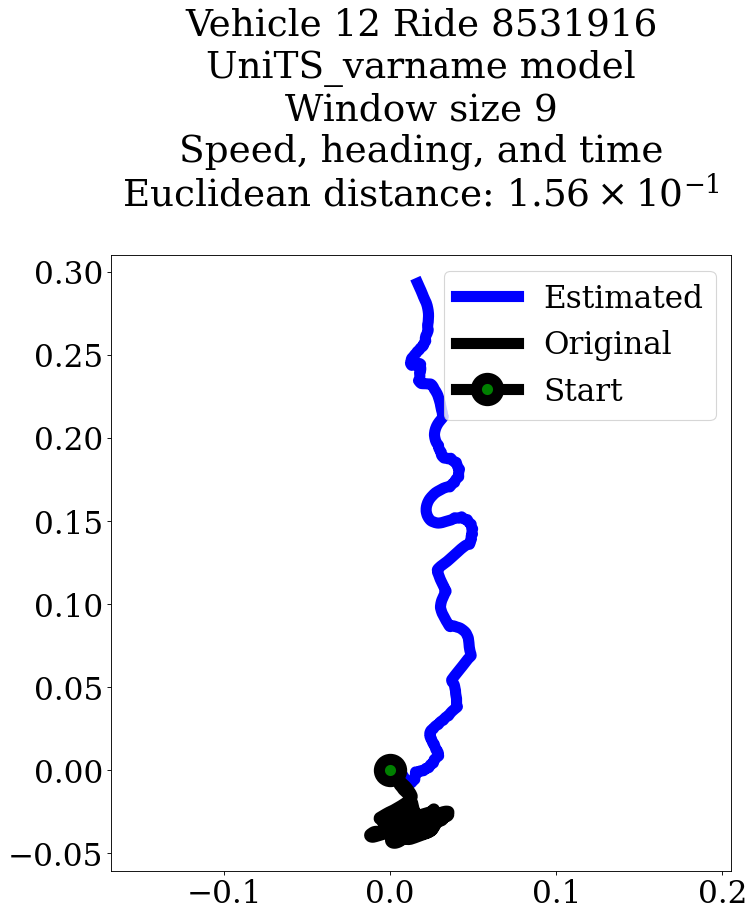 Vehicle 12 Ride 8531916
UniTS_varname model
Window size 9
Speed, heading, and time
Euclidean distance: 1.56 × 10⁻¹
0.30
0.25
0.20
0.15
0.10
0.05
0.00
−0.05
Estimated
Original
Start
−0.1
0.0
0.1
0.2